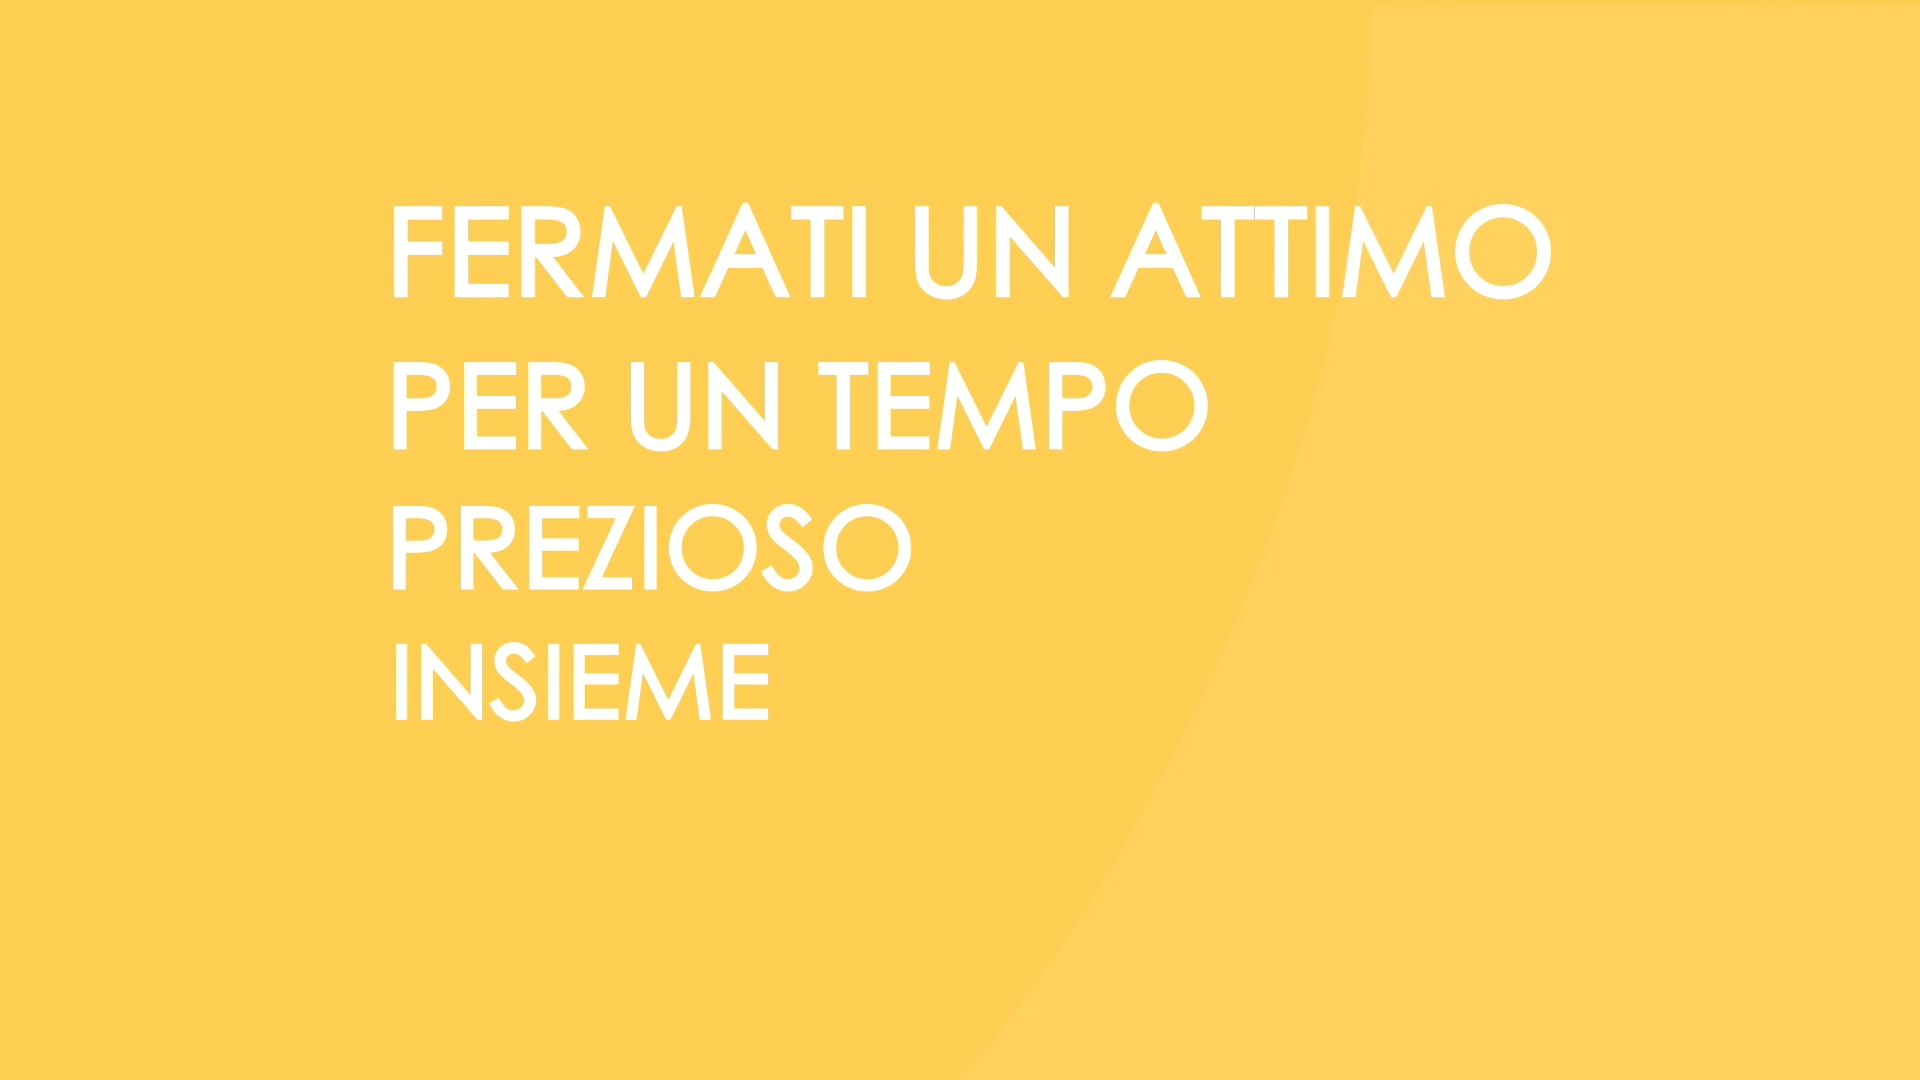 FERMATI UN ATTIMO
PER UN TEMPO
PREZIOSO
INSIEME